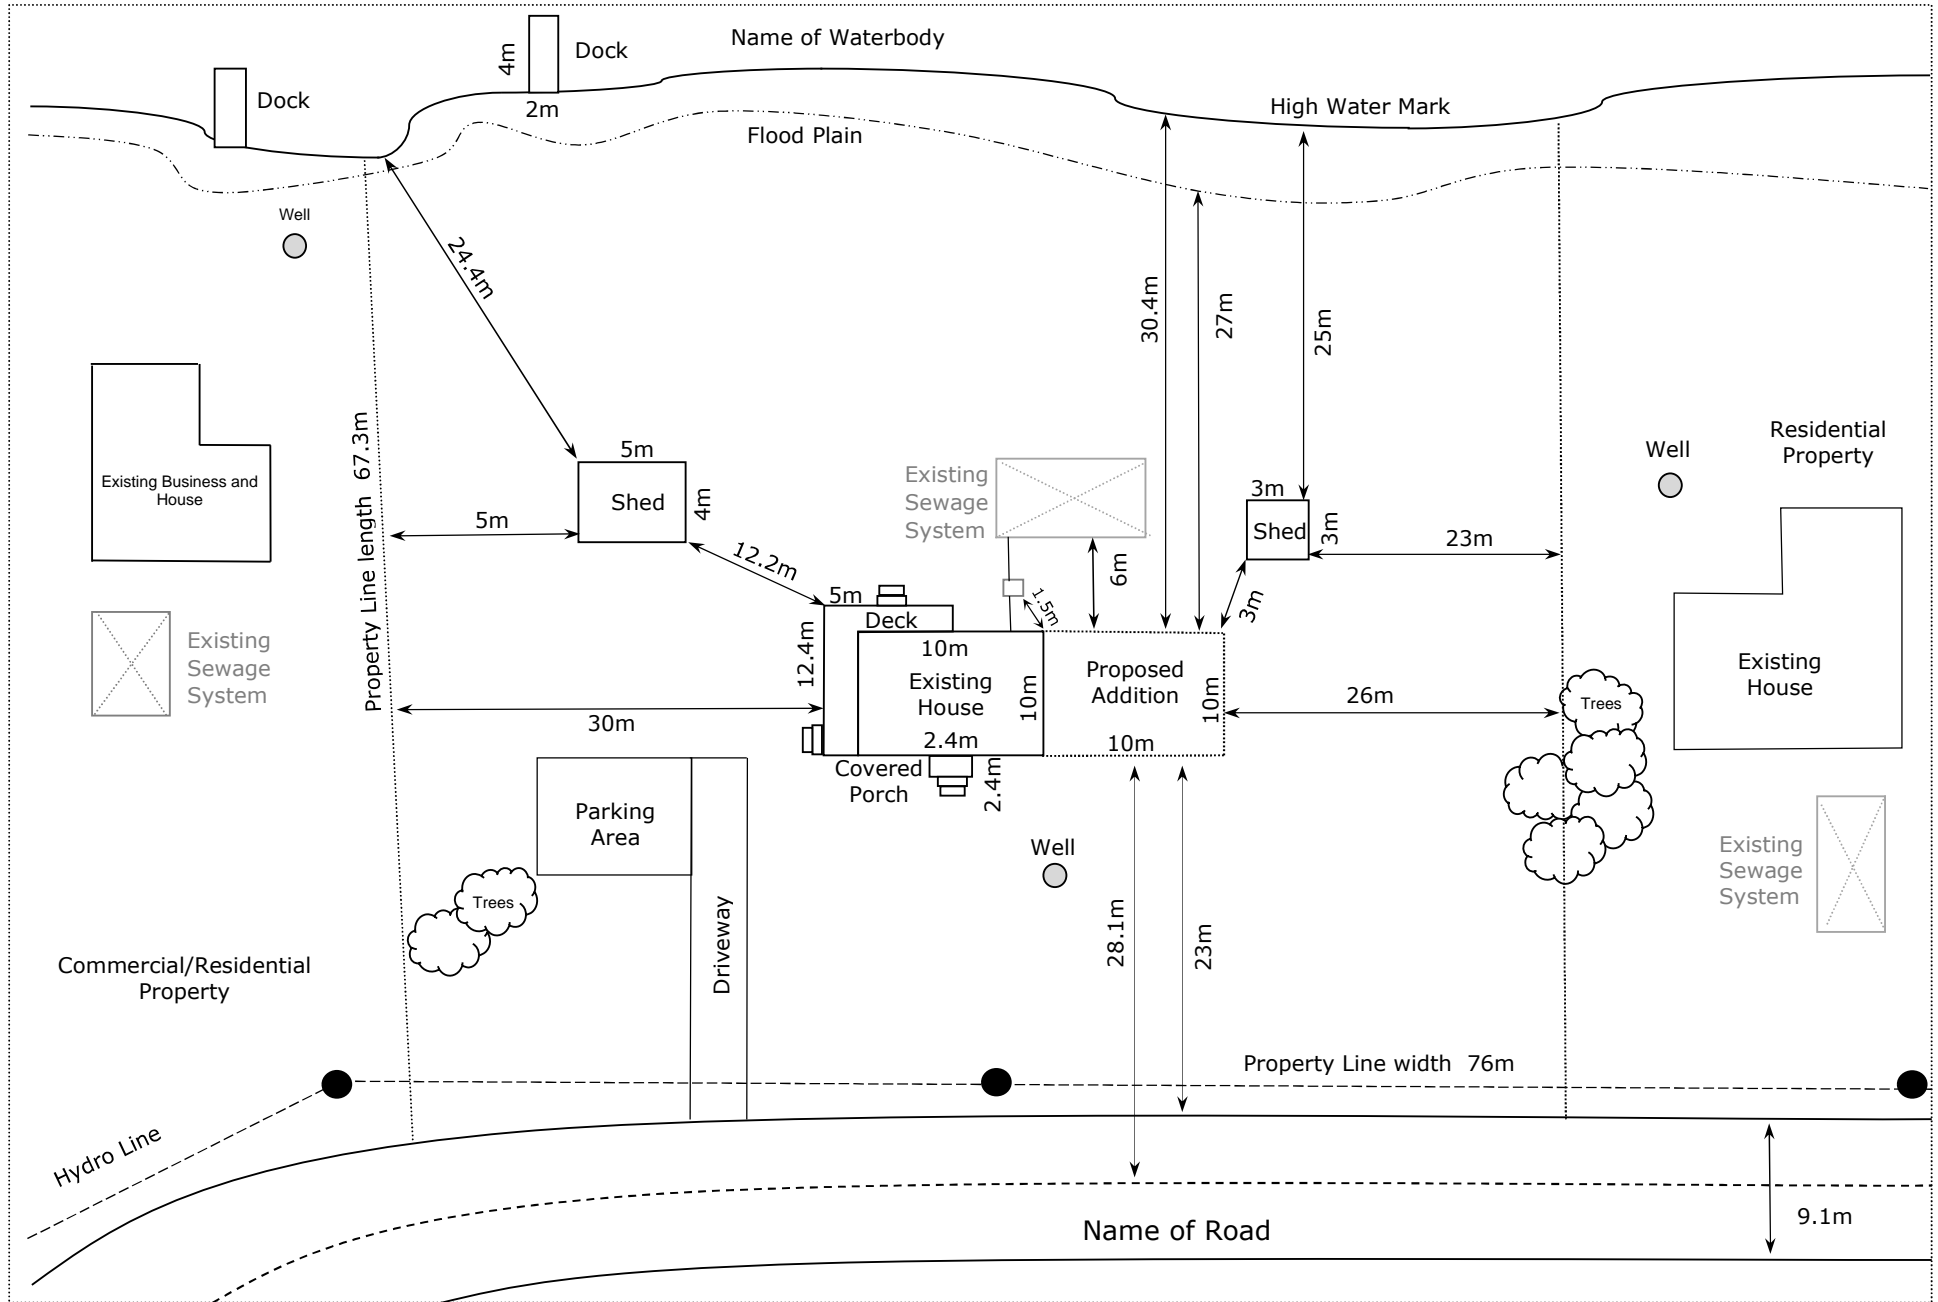 Name of Waterbody
4m
Dock
Dock
2m
High Water Mark
Flood Plain
Well
24.4m
30.4m
27m
25m
Property Line length 67.3m
Existing Business and
House
5m
Shed
4m
5m
12.2m
Existing
Sewage
System
6m
1.5m
3m
Shed
3m
3m
23m
Well
Residential
Property
Existing
Sewage
System
5m
Deck
12.4m
10m
Existing
House
10m
2.4m
Proposed
Addition
10m
10m
26m
Trees
Existing
House
30m
Covered
Porch
2.4m
Parking
Area
Well
Trees
Driveway
28.1m
23m
Existing
Sewage
System
Commercial/Residential
Property
Property Line width 76m
Hydro Line
Name of Road
9.1m